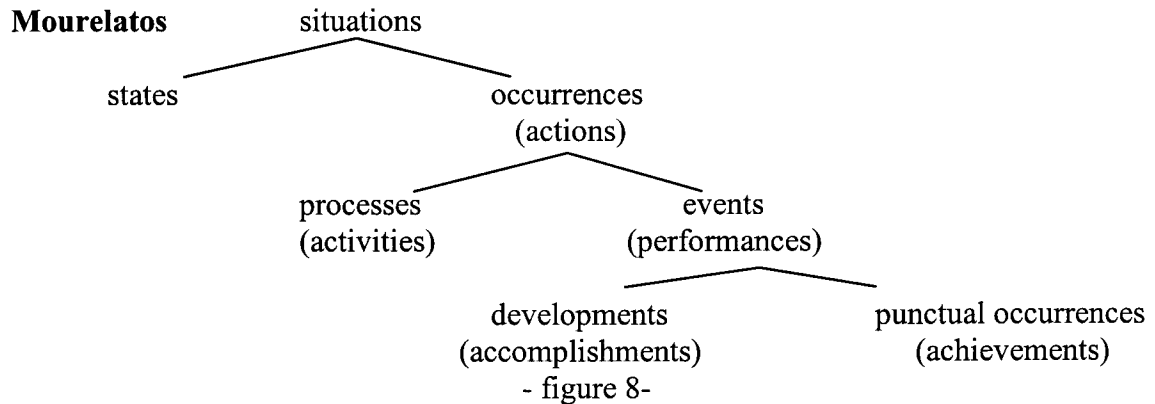 Mourelatos situations
states occurrences
(actions)
processes events
(activities) (performances)
developments punctual occurrences
(accomplishments) (achievements)
- figure 8-